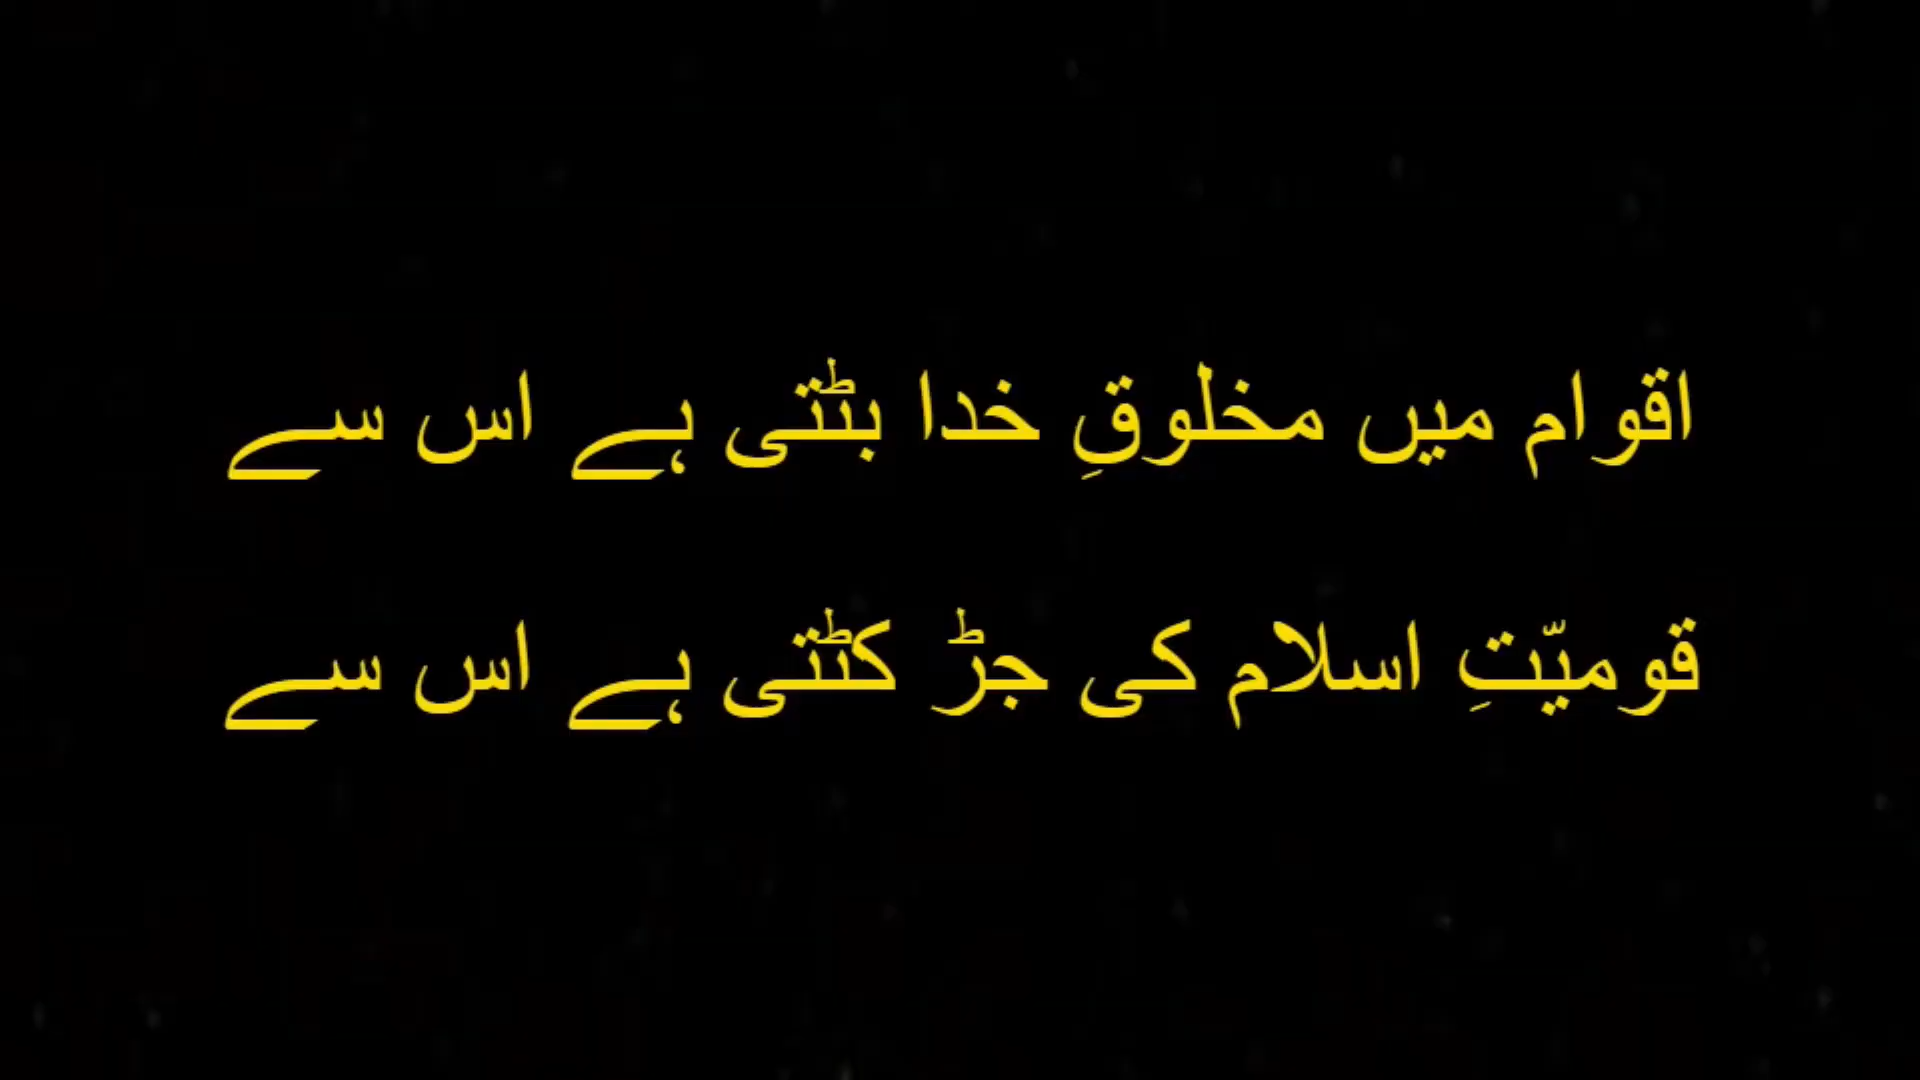 اقوام میں مخلوقِ خدا بٹتی ہے اس سے
قومیّتِ اسلام کی جڑ کٹتی ہے اس سے